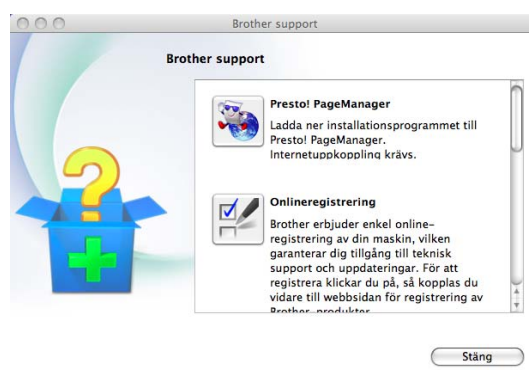 Brother support
Brother support
Presto! PageManager
Ladda ner installationsprogrammet till
Presto! PageManager.
Internetuppkoppling krävs.
Onlineregistrering
Brother erbjuder enkel online-
registrering av din maskin, vilken
garanterar dig tillgång till teknisk
support och uppdateringar. För att
registrera klickar du på, så kopplas du
vidare till webbsidan för registrering av
Brother-produkter.
Stäng